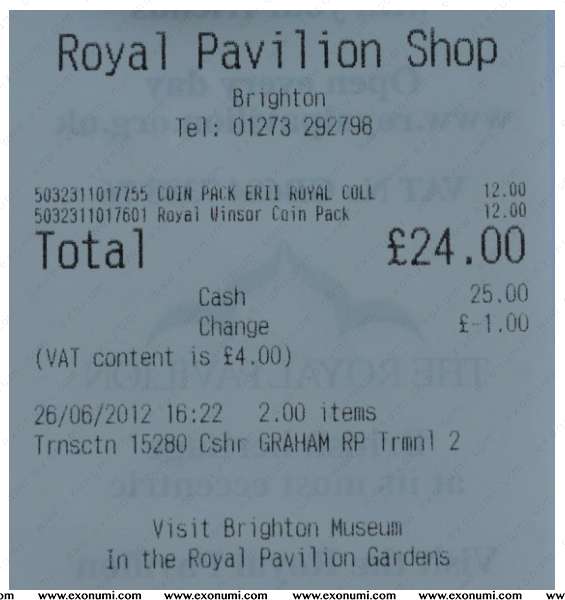 Royal Pavilion Shop
Brighton
Tel: 01273 292798
5032311017755 COIN PACK ERII ROYAL COLL 12.00
5032311017601 Royal Winsor Coin Pack 12.00
Total £24.00
Cash 25.00
Change £-1.00
(VAT content is £4.00)
26/06/2012 16:22 2.00 items
Trnsctn 15280 Cshr GRAHAM RP Trmnl 2
Visit Brighton Museum
In the Royal Pavilion Gardens
www.exonumi.com www.exonumi.com www.exonumi.com www.exonumi.com www.exonumi.com